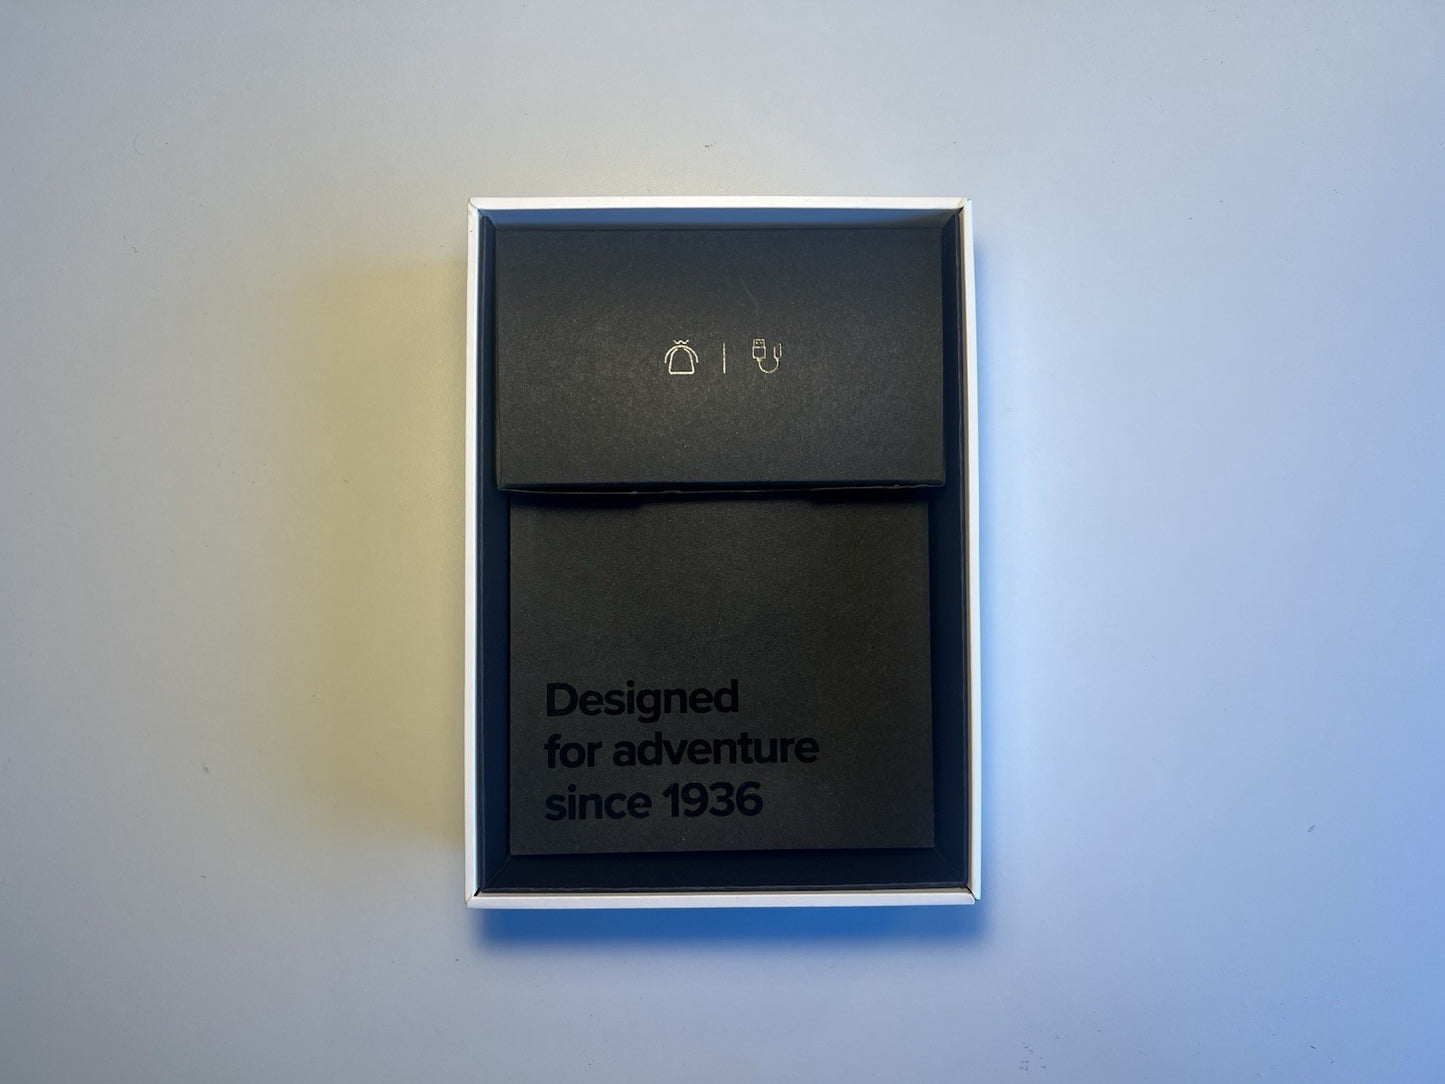 Designed
for adventure
since 1936